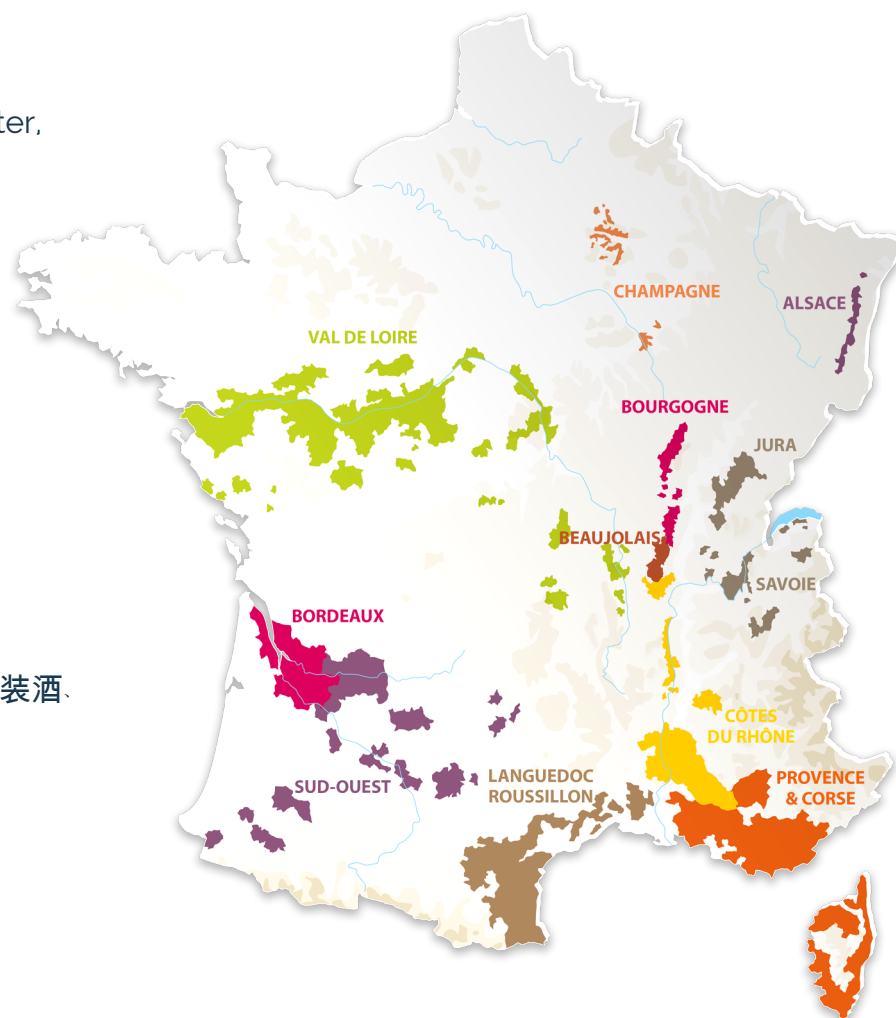 ter,
CHAMPAGNE
ALSACE
VAL DE LOIRE
BOURGOGNE
JURA
BEAUJOLAIS
SAVOIE
BORDEAUX
装酒、
CÔTES
DU RHÔNE
LANGUEDOC
ROUSSILLON
SUD-OUEST
PROVENCE
& CORSE